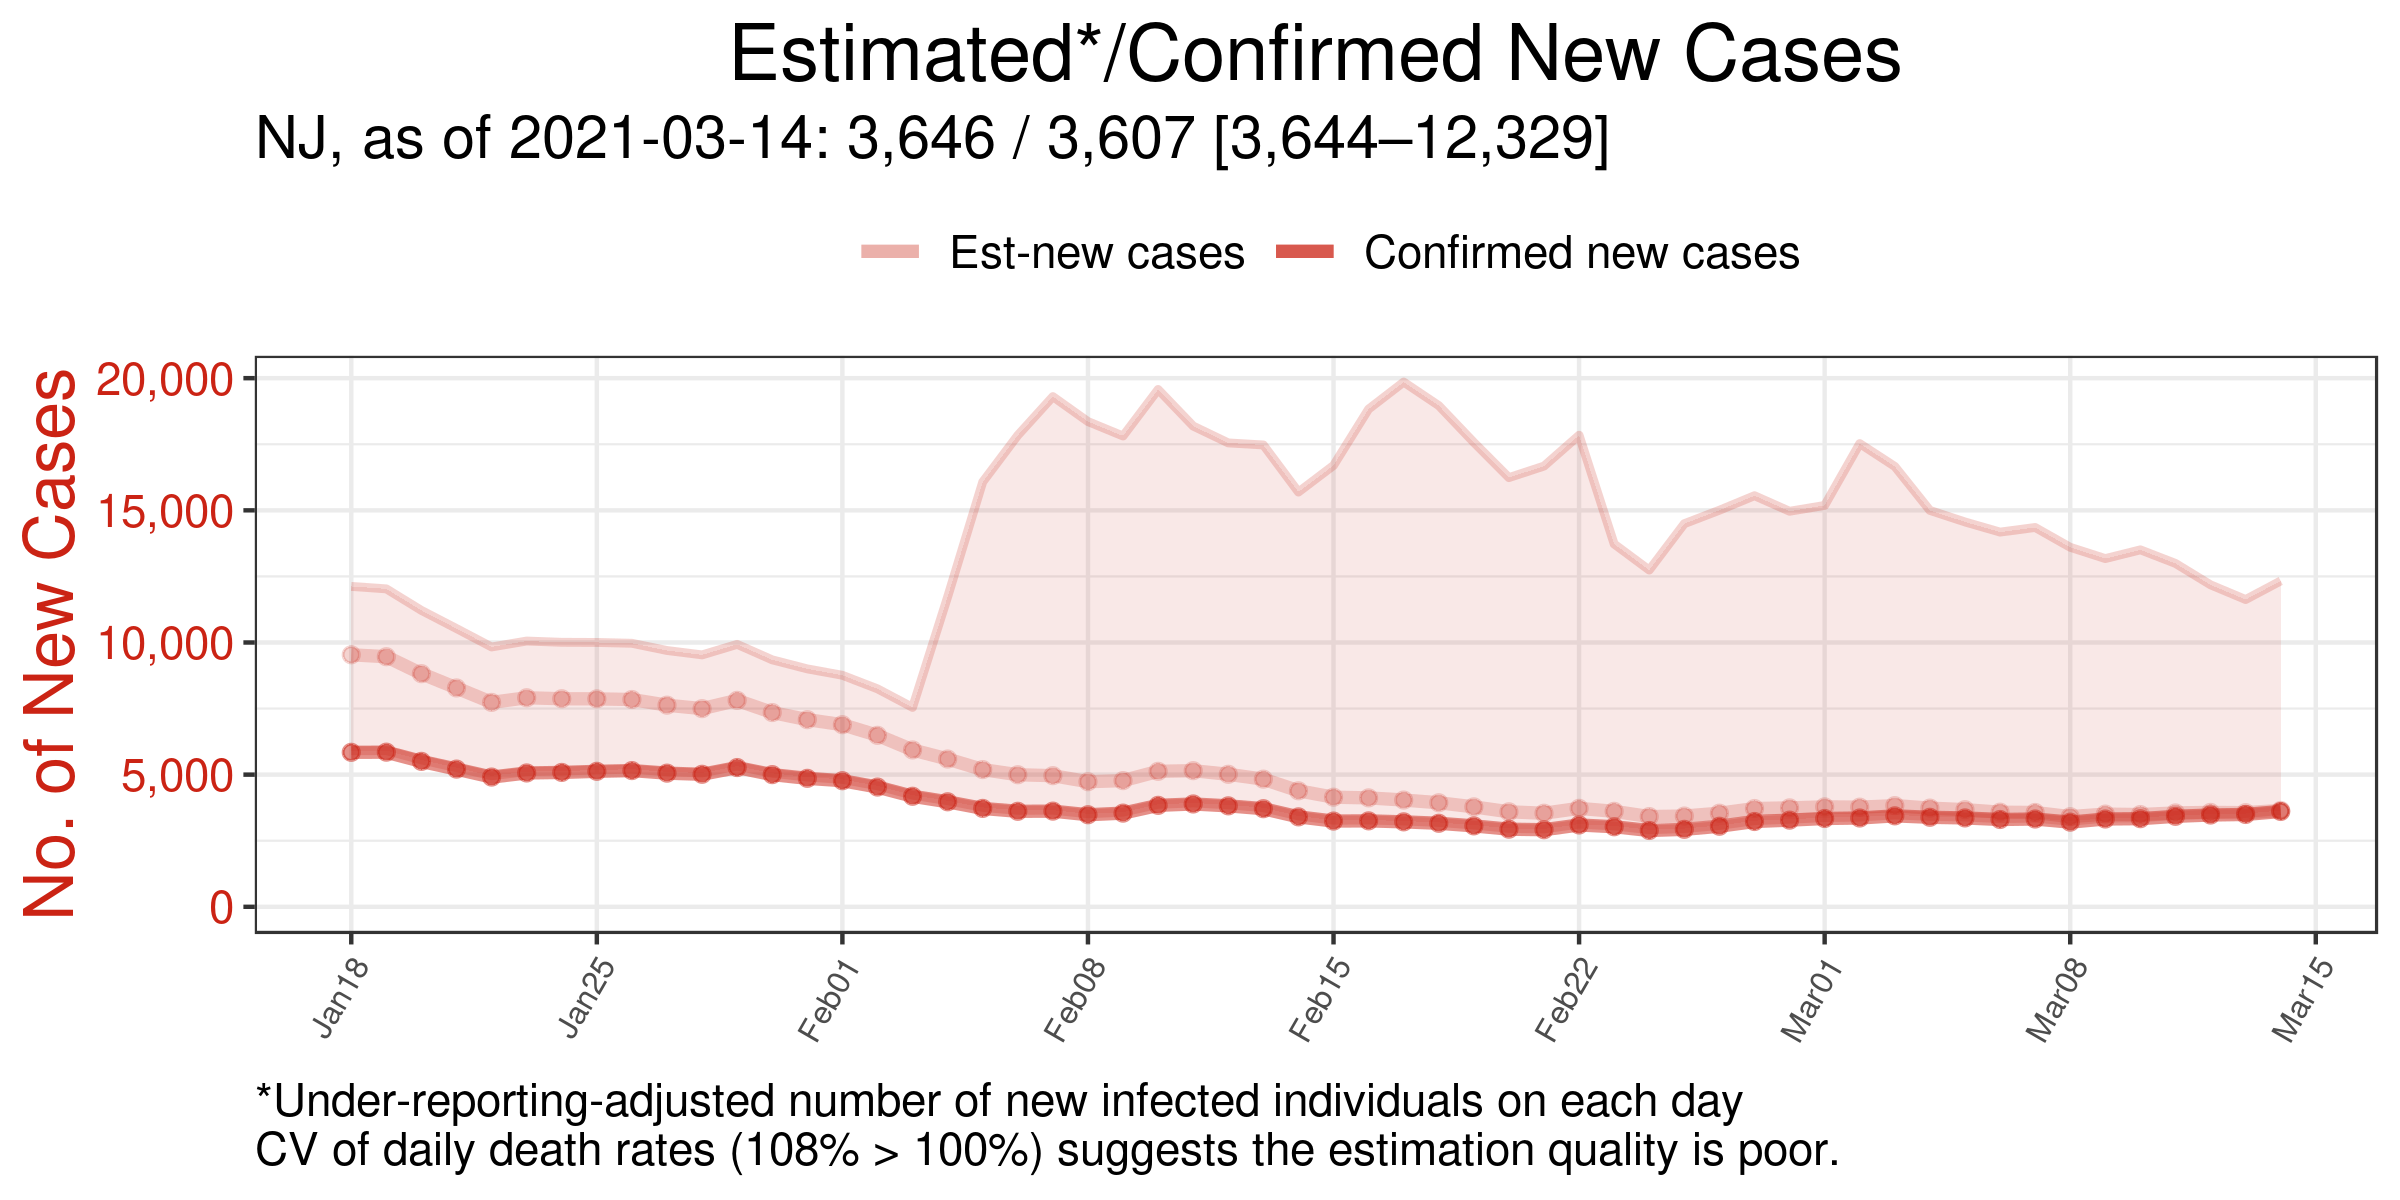 Estimated*/Confirmed New Cases
NJ, as of 2021-03-14: 3,646 / 3,607 [3,644–12,329]
Est-new cases
Confirmed new cases
No. of New Cases
20,000
15,000
10,000
5,000
0
Jan18
Jan25
Feb01
Feb08
Feb15
Feb22
Mar01
Mar08
Mar15
*Under-reporting-adjusted number of new infected individuals on each day
CV of daily death rates (108% > 100%) suggests the estimation quality is poor.